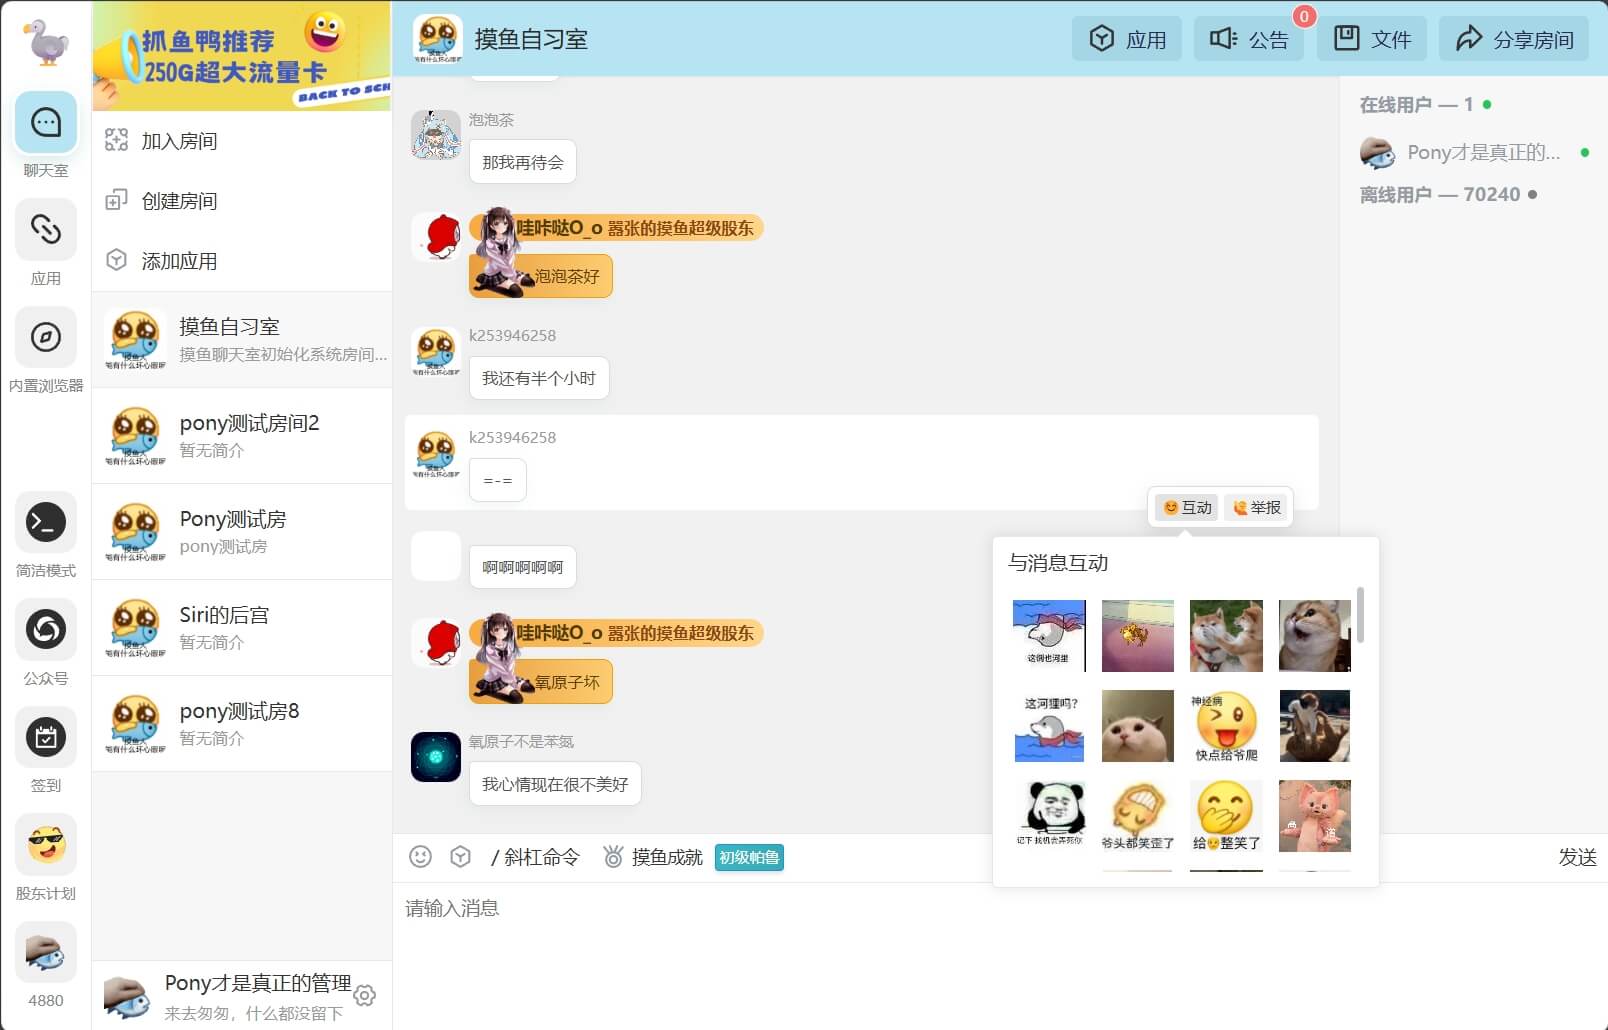 抓鱼鸭推荐
250G超大流量卡
BACK TO SCH
聊天室
应用
内置浏览器
简洁模式
公众号
签到
股东计划
4880
加入房间
创建房间
添加应用
摸鱼自习室
摸鱼聊天室初始化系统房间...
pony测试房间2
暂无简介
Pony测试房
pony测试房
Siri的后宫
暂无简介
pony测试房8
暂无简介
Pony才是真正的管理
来去匆匆，什么都没留下
摸鱼自习室
应用
公告
0
文件
分享房间
泡泡茶
那我再待会
哇咔哒O_o 嚣张的摸鱼超级股东
泡泡茶好
k253946258
我还有半个小时
k253946258
=-=
互动
举报
啊啊啊啊啊
哇咔哒O_o 嚣张的摸鱼超级股东
氧原子坏
氧原子不是苯氮
我心情现在很不美好
与消息互动
这河狸吗?
神经病
快点给爷爬
爷头都笑歪了
给
整笑了
/ 斜杠命令
摸鱼成就
初级帕鲁
发送
请输入消息
在线用户 — 1
Pony才是真正的...
离线用户 — 70240